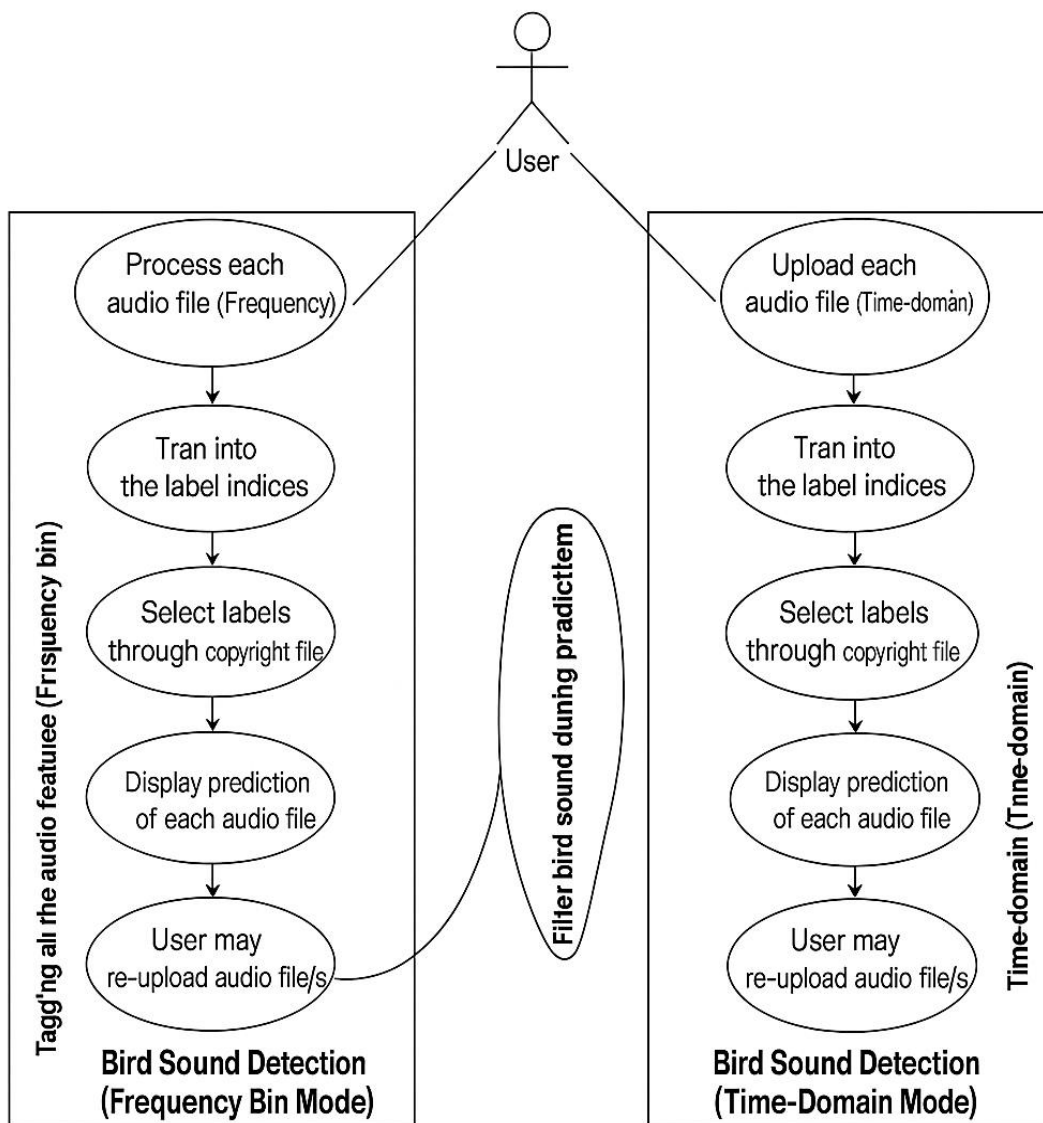 User
Process each
audio file (Frequency)
Tran into
the label indices
Select labels
through copyright file
Display prediction
of each audio file
User may
re-upload audio file/s
Tagg'ng all the audio featuiee (Frısɥuency bin)
Bird Sound Detection
(Frequency Bin Mode)
Filter bird sound duning pradicttem
Upload each
audio file (Time-domȧn)
Tran into
the label indices
Select labels
through copyright file
Display prediction
of each audio file
User may
re-upload audio file/s
Time-domain (Tnne-domain)
Bird Sound Detection
(Time-Domain Mode)